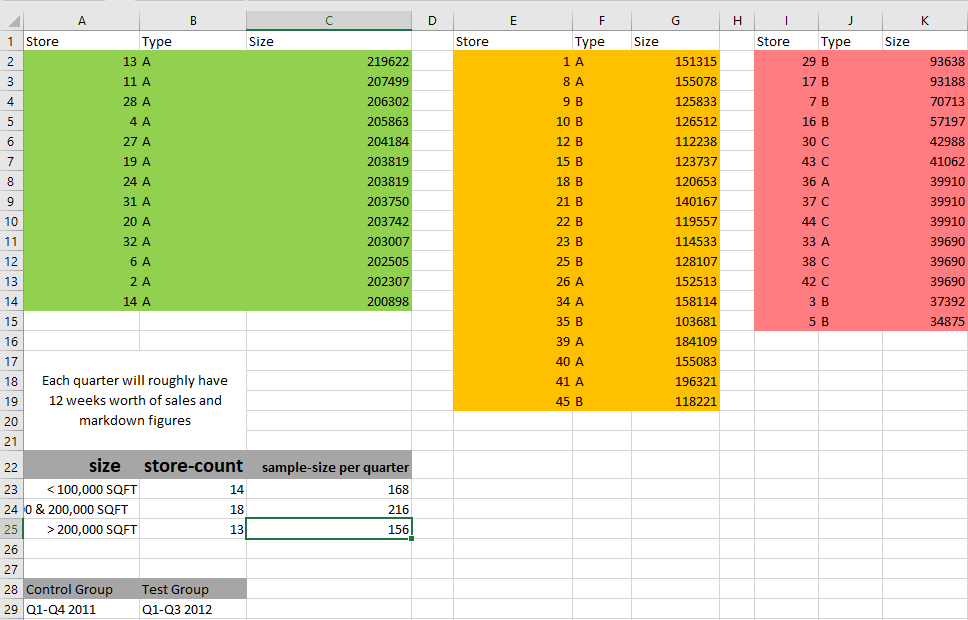 A B C D E F G H I J K
1 Store Type Size Store Type Size Store Type Size
2 13 A 219622 1 A 151315 29 B 93638
3 11 A 207499 8 A 155078 17 B 93188
4 28 A 206302 9 B 125833 7 B 70713
5 4 A 205863 10 B 126512 16 B 57197
6 27 A 204184 12 B 112238 30 C 42988
7 19 A 203819 15 B 123737 43 C 41062
8 24 A 203819 18 B 120653 36 A 39910
9 31 A 203750 21 B 140167 37 C 39910
10 20 A 203742 22 B 119557 44 C 39910
11 32 A 203007 23 B 114533 33 A 39690
12 6 A 202505 25 B 128107 38 C 39690
13 2 A 202307 26 A 152513 42 C 39690
14 14 A 200898 34 A 158114 3 B 37392
15 35 B 103681 5 B 34875
16 39 A 184109
17 40 A 155083
18 Each quarter will roughly have 41 A 196321
19 12 weeks worth of sales and 45 B 118221
20 markdown figures
21
22 size store-count sample-size per quarter
23 < 100,000 SQFT 14 168
24 0 & 200,000 SQFT 18 216
25 > 200,000 SQFT 13 156
26
27
28 Control Group Test Group
29 Q1-Q4 2011 Q1-Q3 2012